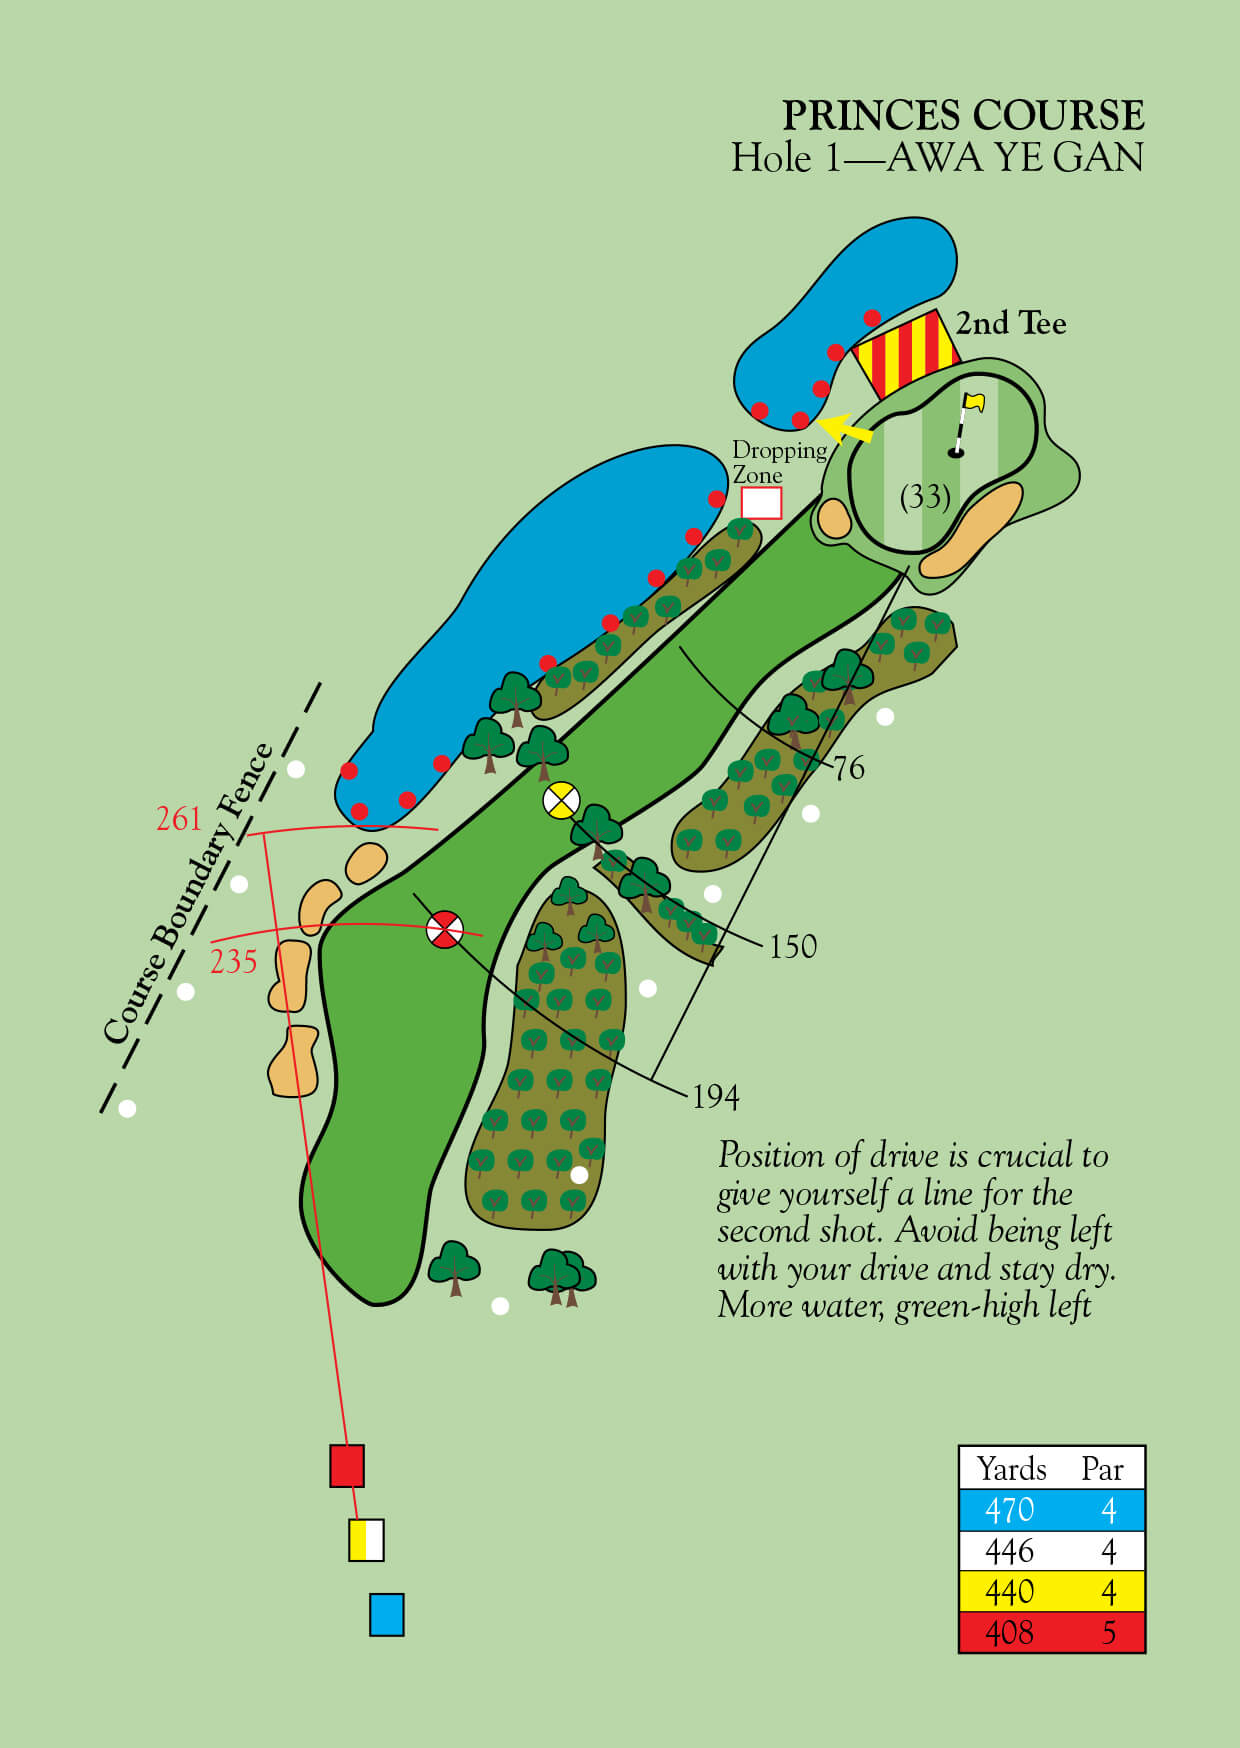 PRINCES COURSE
Hole 1—AWA YE GAN
2nd Tee
Dropping
Zone
(33)
76
Course Boundary Fence
261
235
150
194
Position of drive is crucial to
give yourself a line for the
second shot. Avoid being left
with your drive and stay dry.
More water, green-high left
Yards Par
470 4
446 4
440 4
408 5